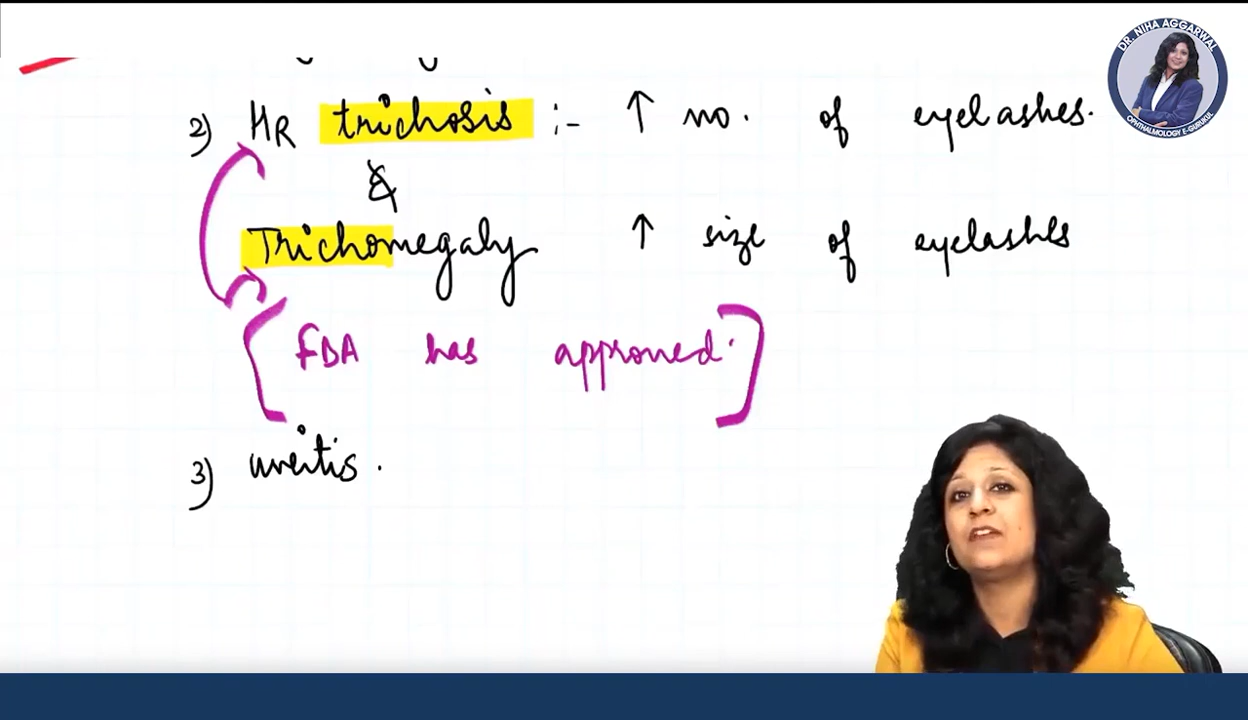 DR. NIHA AGGARWAL
OPHTHALMOLOGY E-GURUKUL
2) HR trichosis :- ↑ no. of eyelashes.
&
Trichomegaly ↑ size of eyelashes
[FDA has approved.]
3) uveitis.